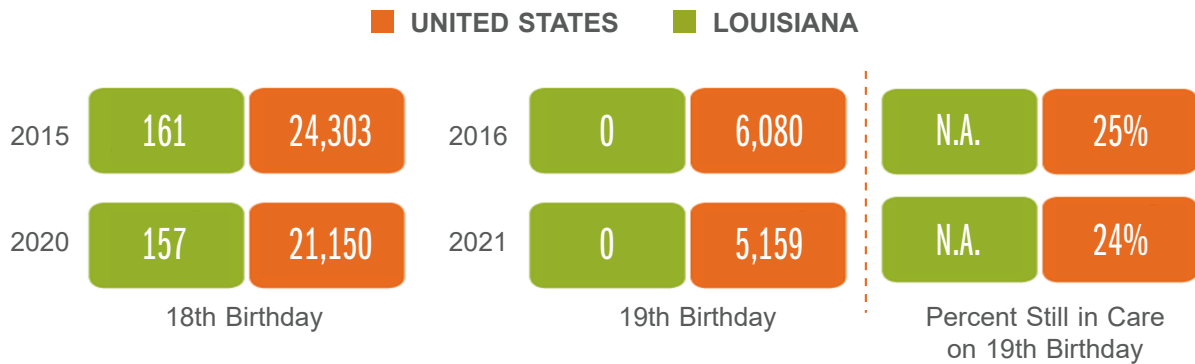 UNITED STATES LOUISIANA
2015 161 24,303 2016 0 6,080 N.A. 25%
2020 157 21,150 2021 0 5,159 N.A. 24%
18th Birthday 19th Birthday Percent Still in Care
on 19th Birthday